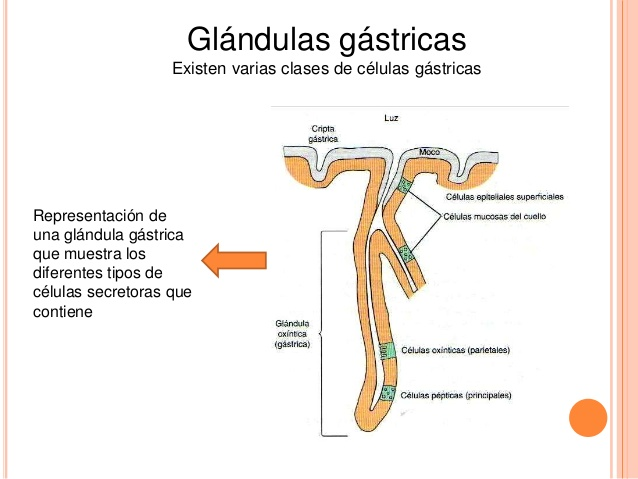 Glándulas gástricas
Existen varias clases de células gástricas
Luz
Cripta
gástrica
Moco
Células epiteliales superficiales
Células mucosas del cuello
Representación de
una glándula gástrica
que muestra los
diferentes tipos de
células secretoras que
contiene
Glándula
oxíntica
(gástrica)
Células oxínticas (parietales)
Células pépticas (principales)